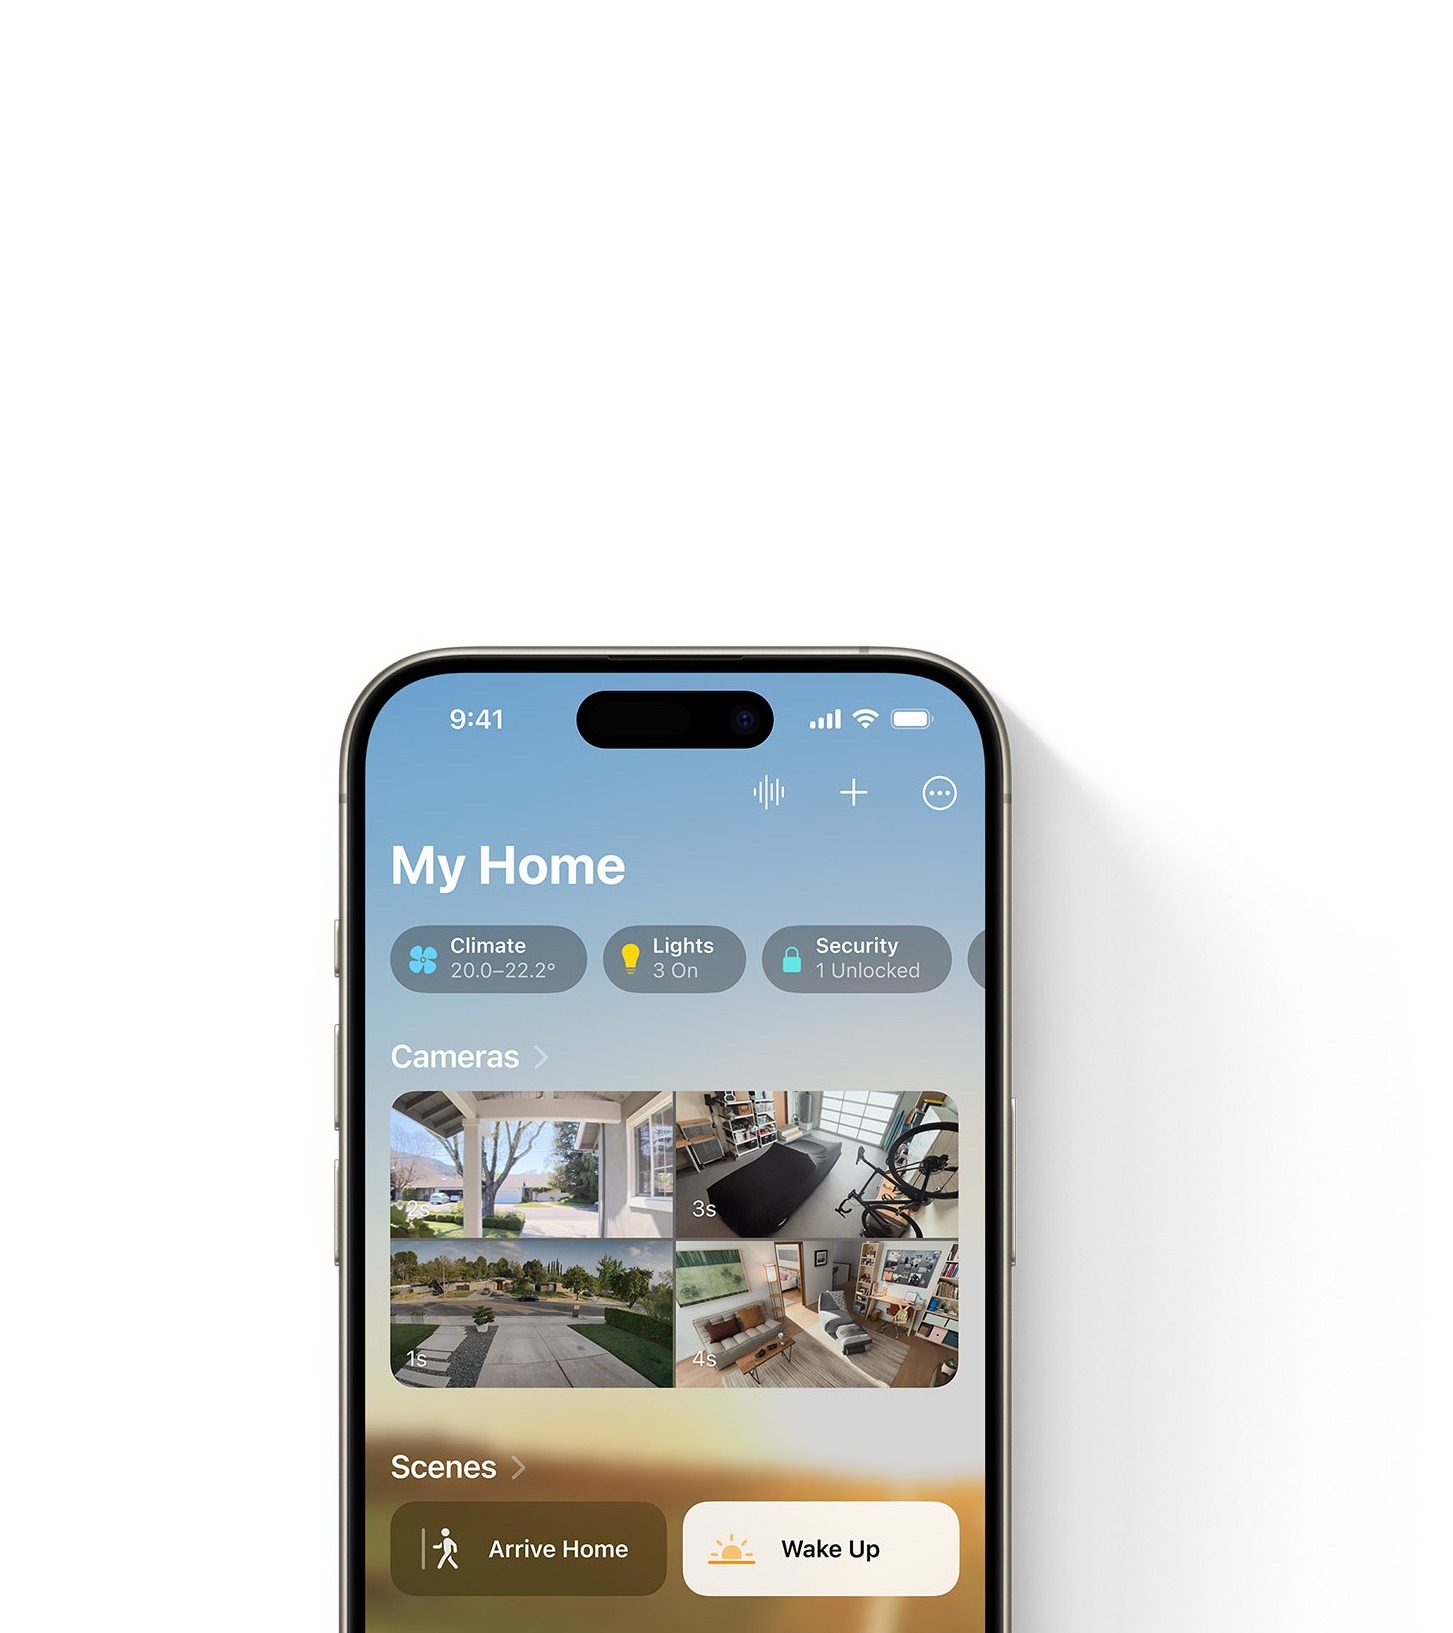 9:41
My Home
Climate
20.0–22.2°
Lights
3 On
Security
1 Unlocked
Cameras
2s
3s
1s
4s
Scenes
Arrive Home
Wake Up